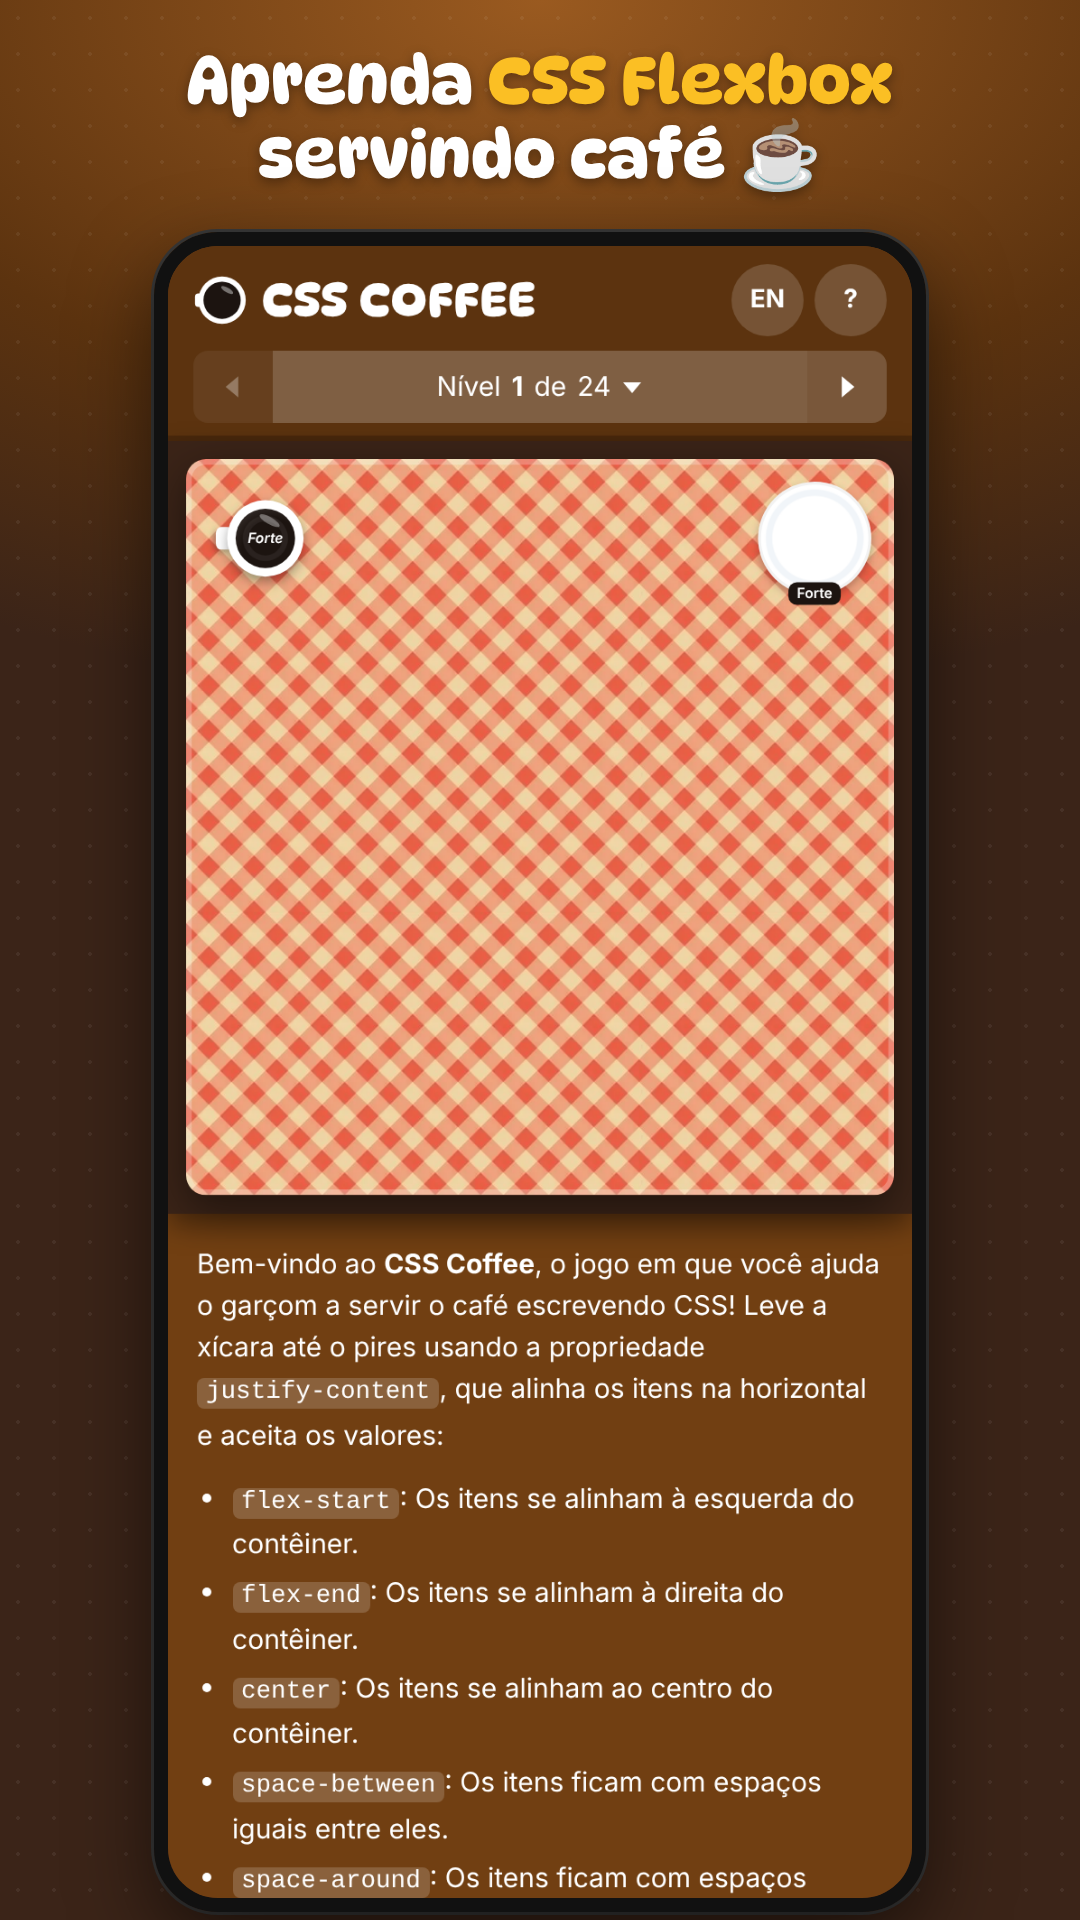 Aprenda CSS Flexbox
servindo café
CSS COFFEE
EN
?
Nível 1 de 24
Forte
Forte
Bem-vindo ao CSS Coffee, o jogo em que você ajuda
o garçom a servir o café escrevendo CSS! Leve a
xícara até o pires usando a propriedade
justify-content, que alinha os itens na horizontal
e aceita os valores:
• flex-start: Os itens se alinham à esquerda do
contêiner.
• flex-end: Os itens se alinham à direita do
contêiner.
• center: Os itens se alinham ao centro do
contêiner.
• space-between: Os itens ficam com espaços
iguais entre eles.
• space-around: Os itens ficam com espaços